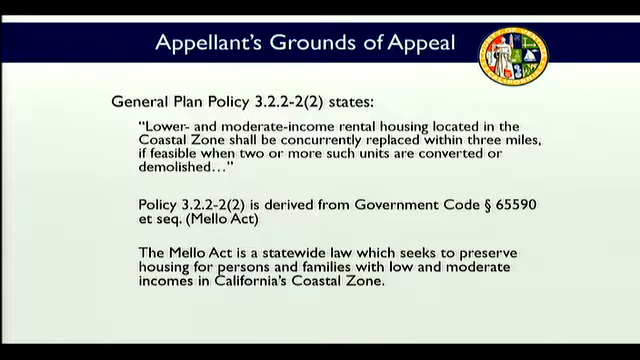 Appellant's Grounds of Appeal
General Plan Policy 3.2.2-2(2) states:
"Lower- and moderate-income rental housing located in the
Coastal Zone shall be concurrently replaced within three miles,
if feasible when two or more such units are converted or
demolished..."
Policy 3.2.2-2(2) is derived from Government Code § 65590
et seq. (Mello Act)
The Mello Act is a statewide law which seeks to preserve
housing for persons and families with low and moderate
incomes in California's Coastal Zone.